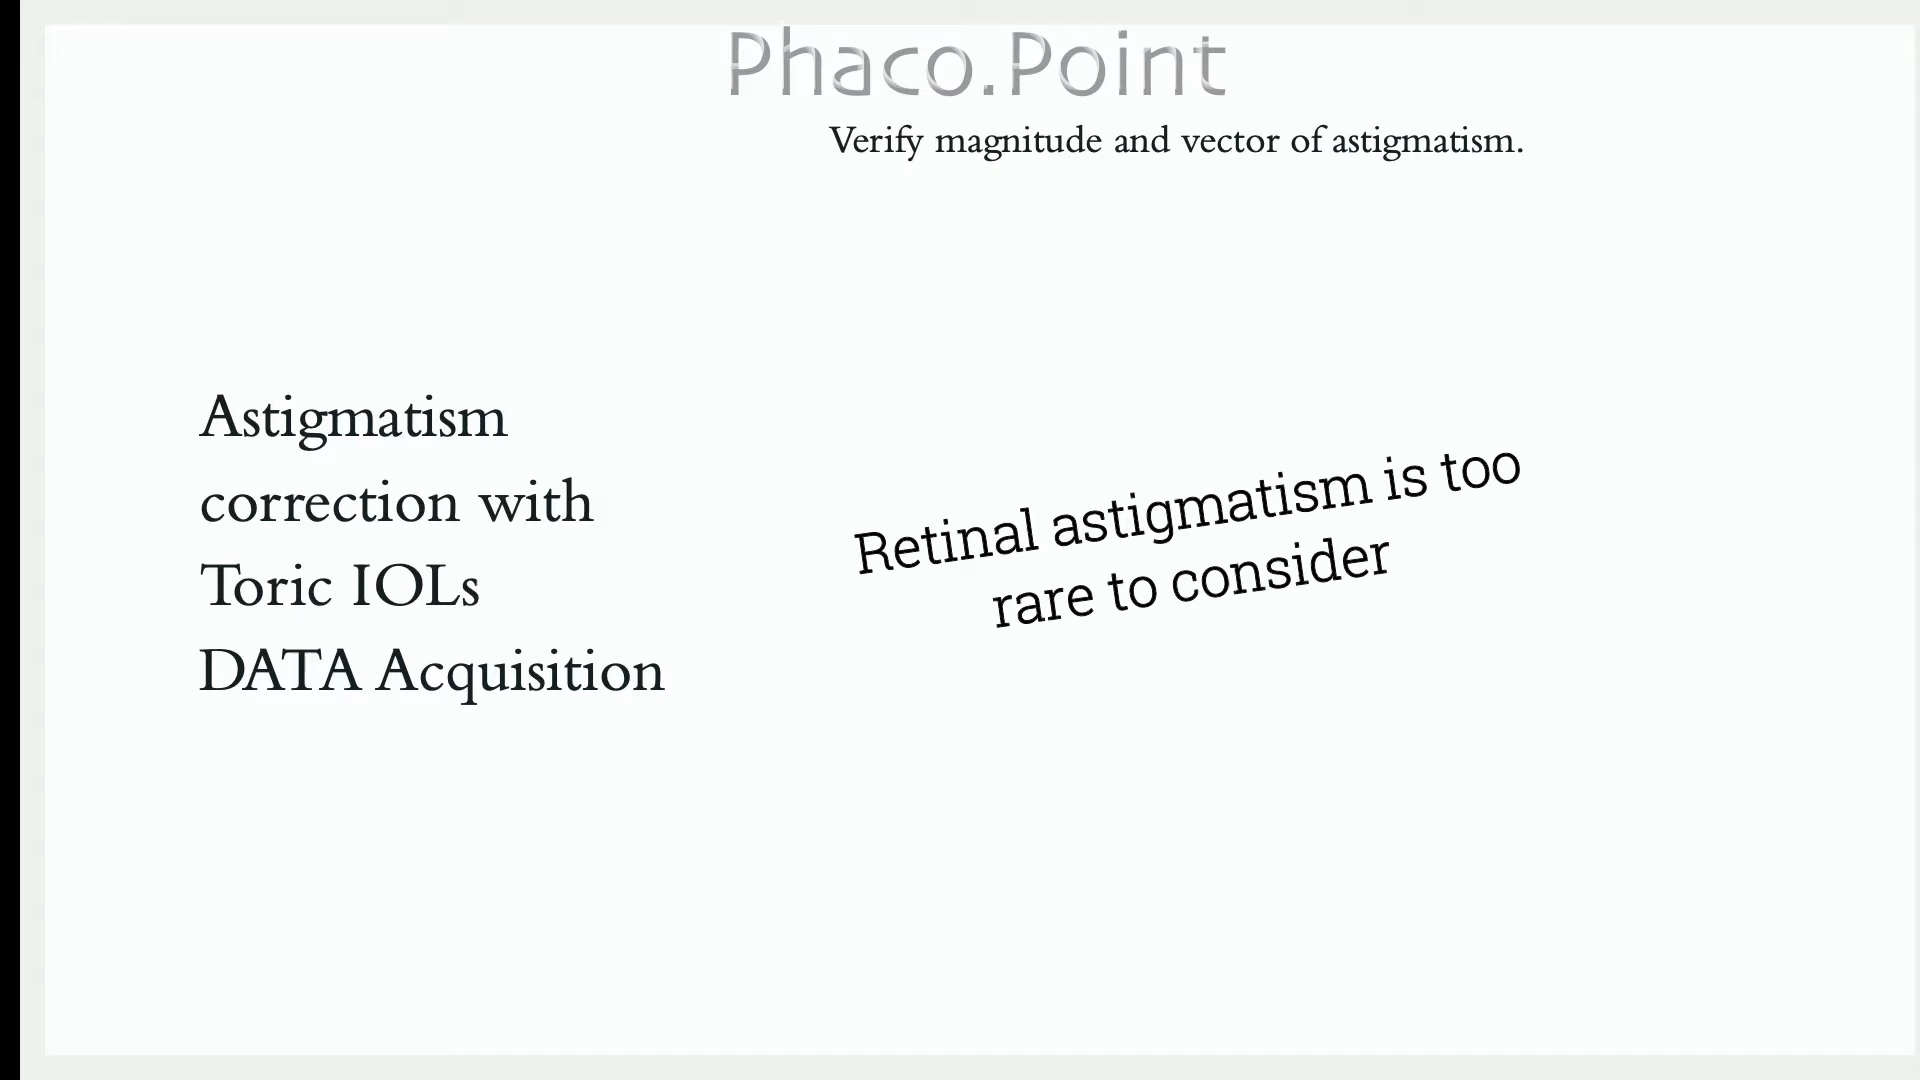 Phaco.Point
Verify magnitude and vector of astigmatism.
Astigmatism
correction with
Toric IOLs
DATA Acquisition
Retinal astigmatism is too
rare to consider